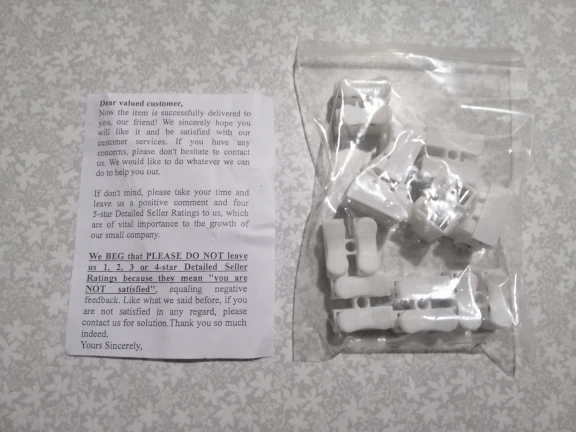 Dear valued customer,
Now the item is successfully delivered to
you, our friend! We sincerely hope you
will like it and be satisfied with our
customer services. If you have any
concerns, please don't hesitate to contact
us. We would like to do whatever we can
do to help you out.
If don't mind, please take your time and
leave us a positive comment and four
5-star Detailed Seller Ratings to us, which
are of vital importance to the growth of
our small company.
We BEG that PLEASE DO NOT leave
us 1, 2, 3 or 4-star Detailed Seller
Ratings because they mean "you are
NOT satisfied", equaling negative
feedback. Like what we said before, if you
are not satisfied in any regard, please
contact us for solution.Thank you so much
indeed.
Yours Sincerely,